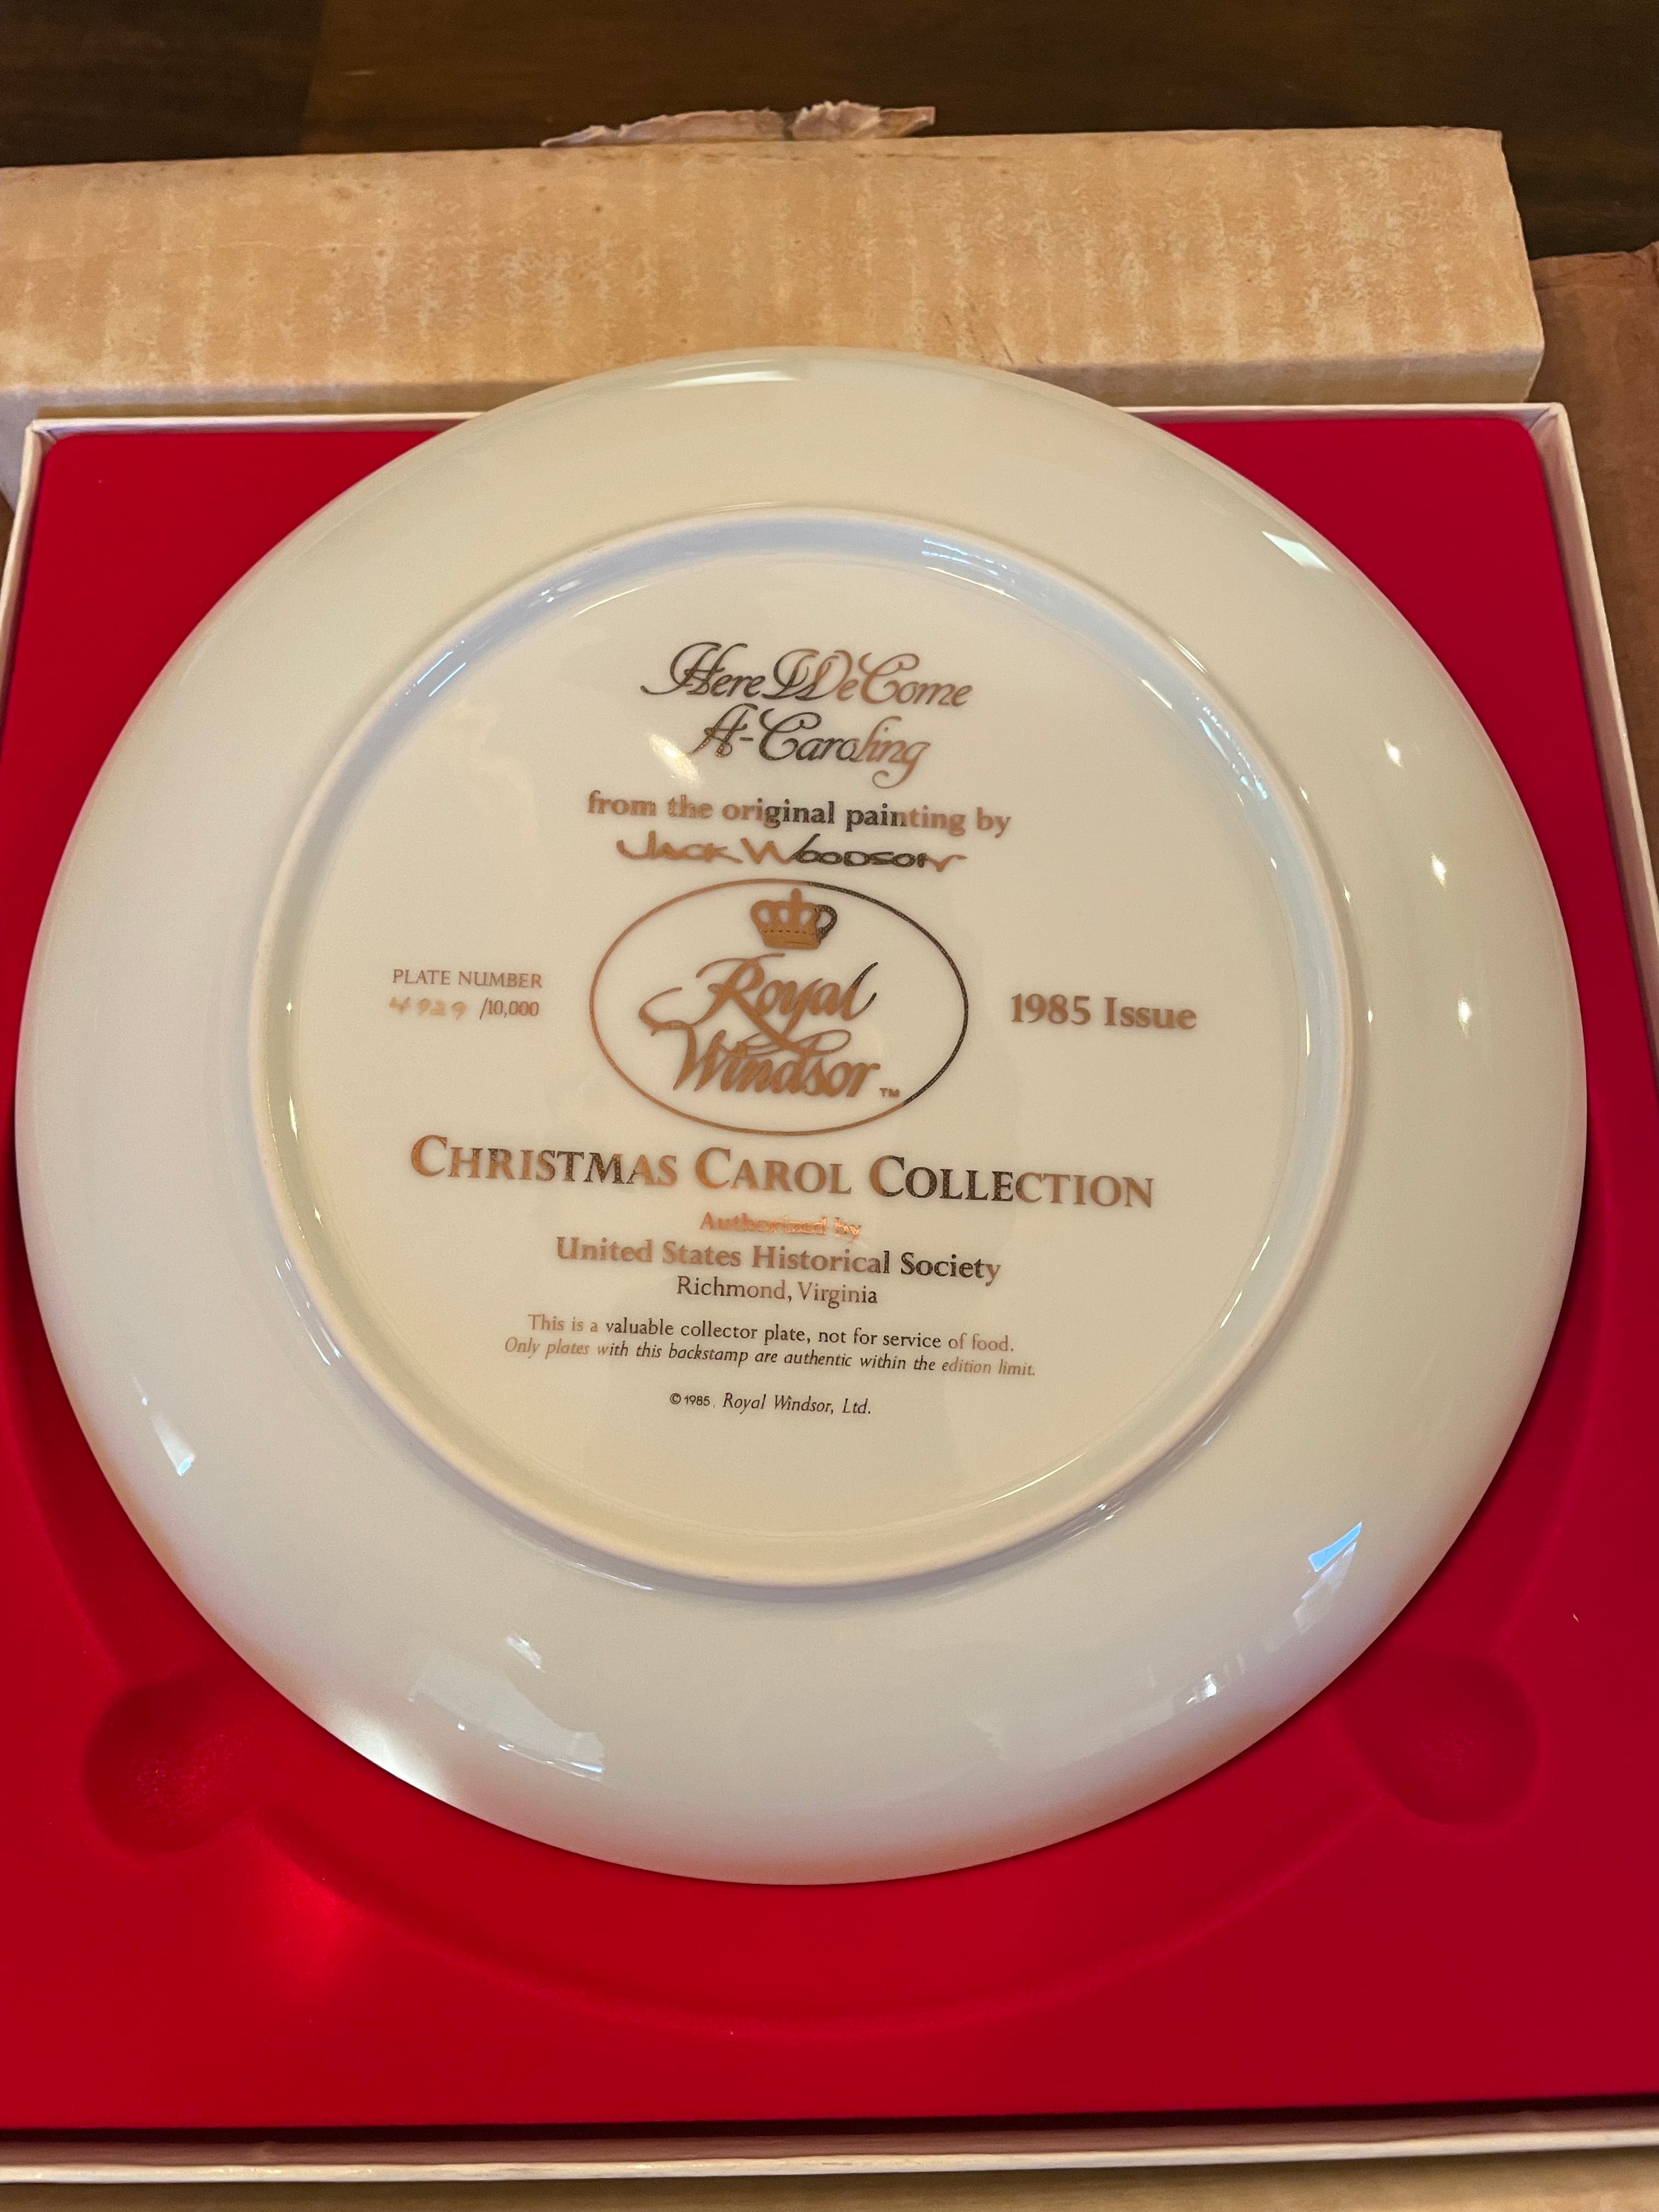 Here We Come
A-Caroling
from the original painting by
Jack Woodson
PLATE NUMBER
4929 /10,000
Royal
Windsor™
1985 Issue
CHRISTMAS CAROL COLLECTION
Authorized by
United States Historical Society
Richmond, Virginia
This is a valuable collector plate, not for service of food.
Only plates with this backstamp are authentic within the edition limit.
©1985, Royal Windsor, Ltd.